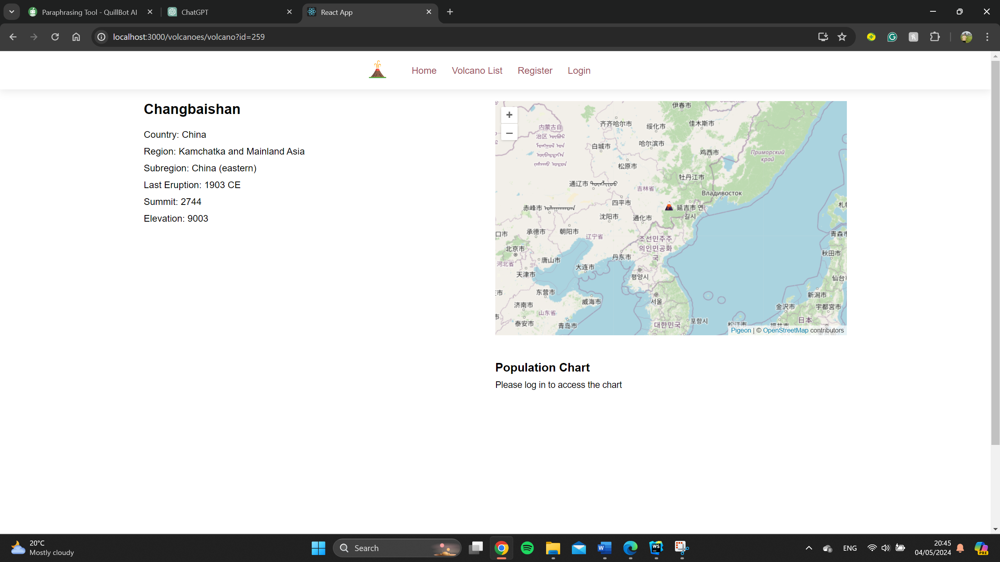 Paraphrasing Tool - QuillBot AI
ChatGPT
React App
localhost:3000/volcanoes/volcano?id=259
Home
Volcano List
Register
Login
Changbaishan
Country: China
Region: Kamchatka and Mainland Asia
Subregion: China (eastern)
Last Eruption: 1903 CE
Summit: 2744
Elevation: 9003
+
−
伊春市
齐齐哈尔市
绥化市
佳木斯市
内蒙古自
治区
白城市
哈尔滨市
鸡西市
Приморский
край
松原市
牡丹江市
通辽市
吉林省
Владивосток
四平市
赤峰市
延吉市 연
길시
沈阳市
通化市
承德市
朝阳市
辽宁省
口市
조선민주주
의인민공화
국
青森市
北京市
秋田市
丹东市
唐山市
河北省
大连市
天津市
평양시
仙台市
东营市
新潟市
威海市
서울
济南市
金沢市
宇都宮市
山东省
泰安市
青岛市
대한민국
포항시
松江市
福井市
日本
Pigeon | © OpenStreetMap contributors
Population Chart
Please log in to access the chart
20°C
Mostly cloudy
Search
W
WS
ENG
20:45
04/05/2024
PRE